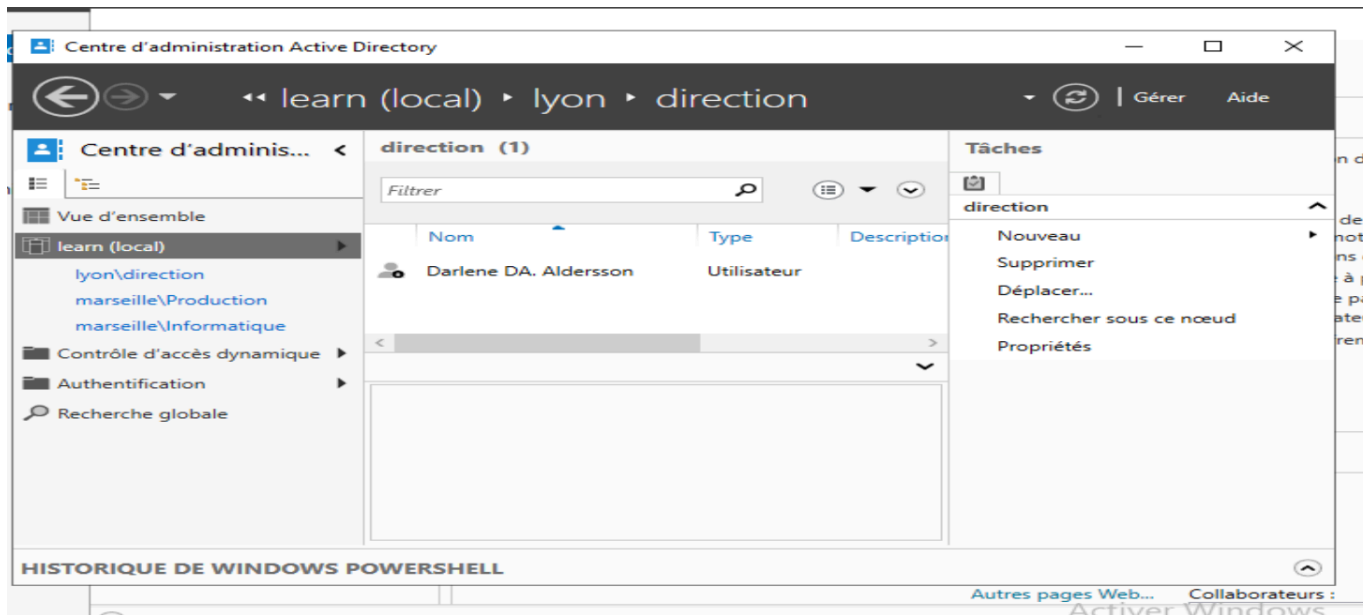 Centre d'administration Active Directory
learn (local) lyon direction
Gérer Aide
Centre d'adminis...
Vue d'ensemble
learn (local)
lyon\direction
marseille\Production
marseille\Informatique
Contrôle d'accès dynamique
Authentification
Recherche globale
direction (1)
Filtrer
Nom Type Description
Darlene DA. Aldersson Utilisateur
Tâches
direction
Nouveau
Supprimer
Déplacer...
Rechercher sous ce nœud
Propriétés
HISTORIQUE DE WINDOWS POWERSHELL
Autres pages Web... Collaborateurs :
Activer Windows